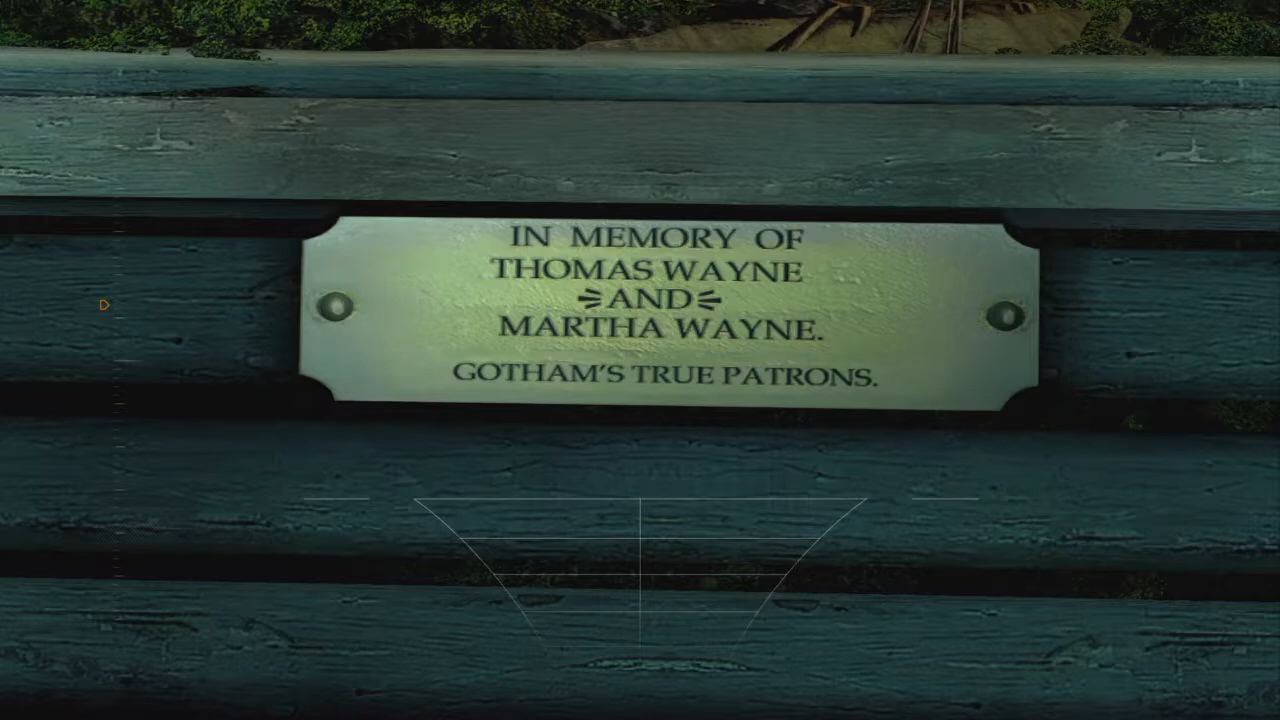 IN MEMORY OF
THOMAS WAYNE
AND
MARTHA WAYNE.
GOTHAM'S TRUE PATRONS.